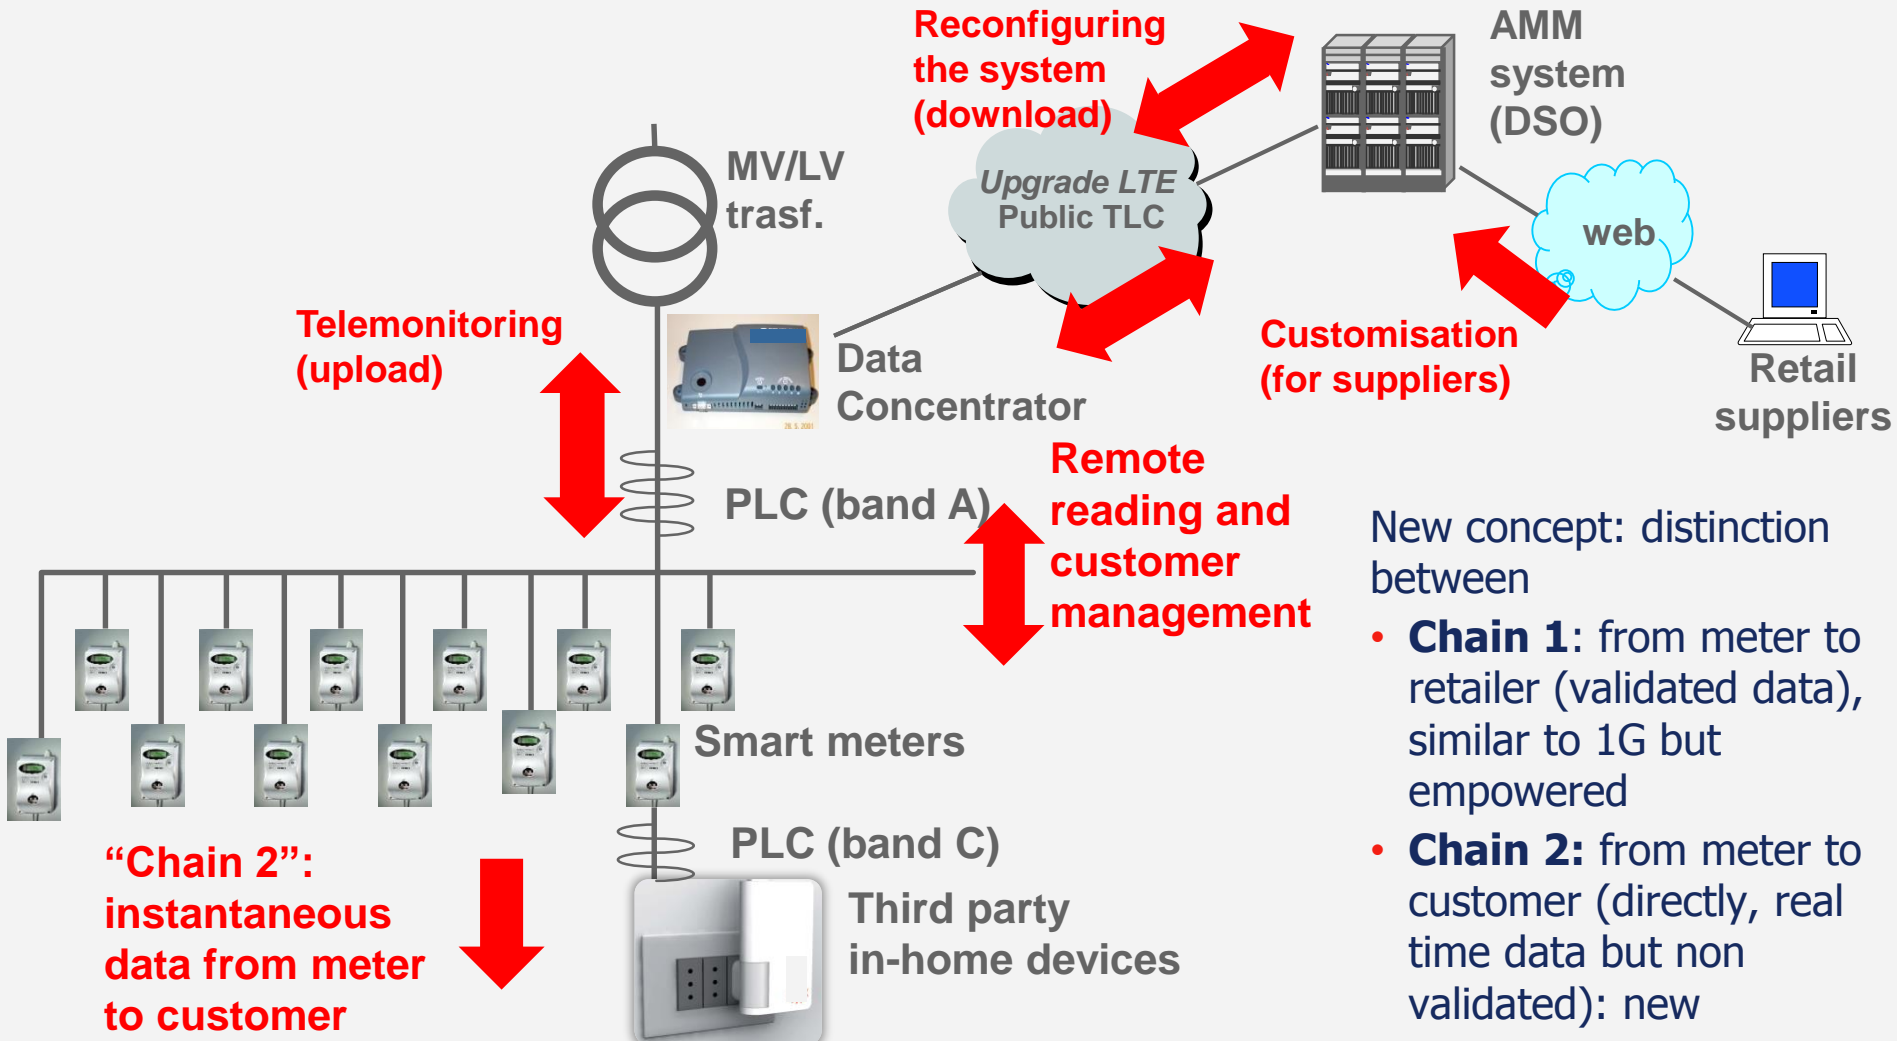 Reconfiguring
the system
(download)
AMM
system
(DSO)
MV/LV
trasf.
Upgrade LTE
Public TLC
web
Telemonitoring
(upload)
Data
Concentrator
28. 5. 2001
Customisation
(for suppliers)
Retail
suppliers
PLC (band A)
Remote
reading and
customer
management
Smart meters
PLC (band C)
Third party
in-home devices
“Chain 2”:
instantaneous
data from meter
to customer
New concept: distinction
between
• Chain 1: from meter to
retailer (validated data),
similar to 1G but
empowered
• Chain 2: from meter to
customer (directly, real
time data but non
validated): new